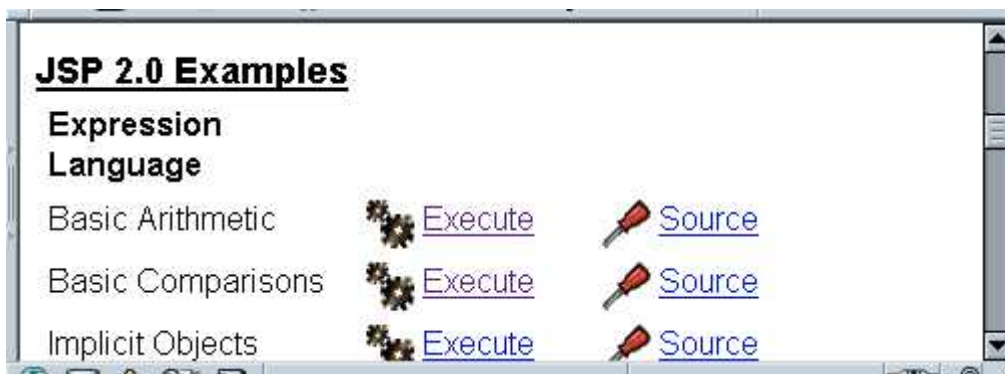 JSP 2.0 Examples
Expression
Language
Basic Arithmetic Execute Source
Basic Comparisons Execute Source
Implicit Objects Execute Source